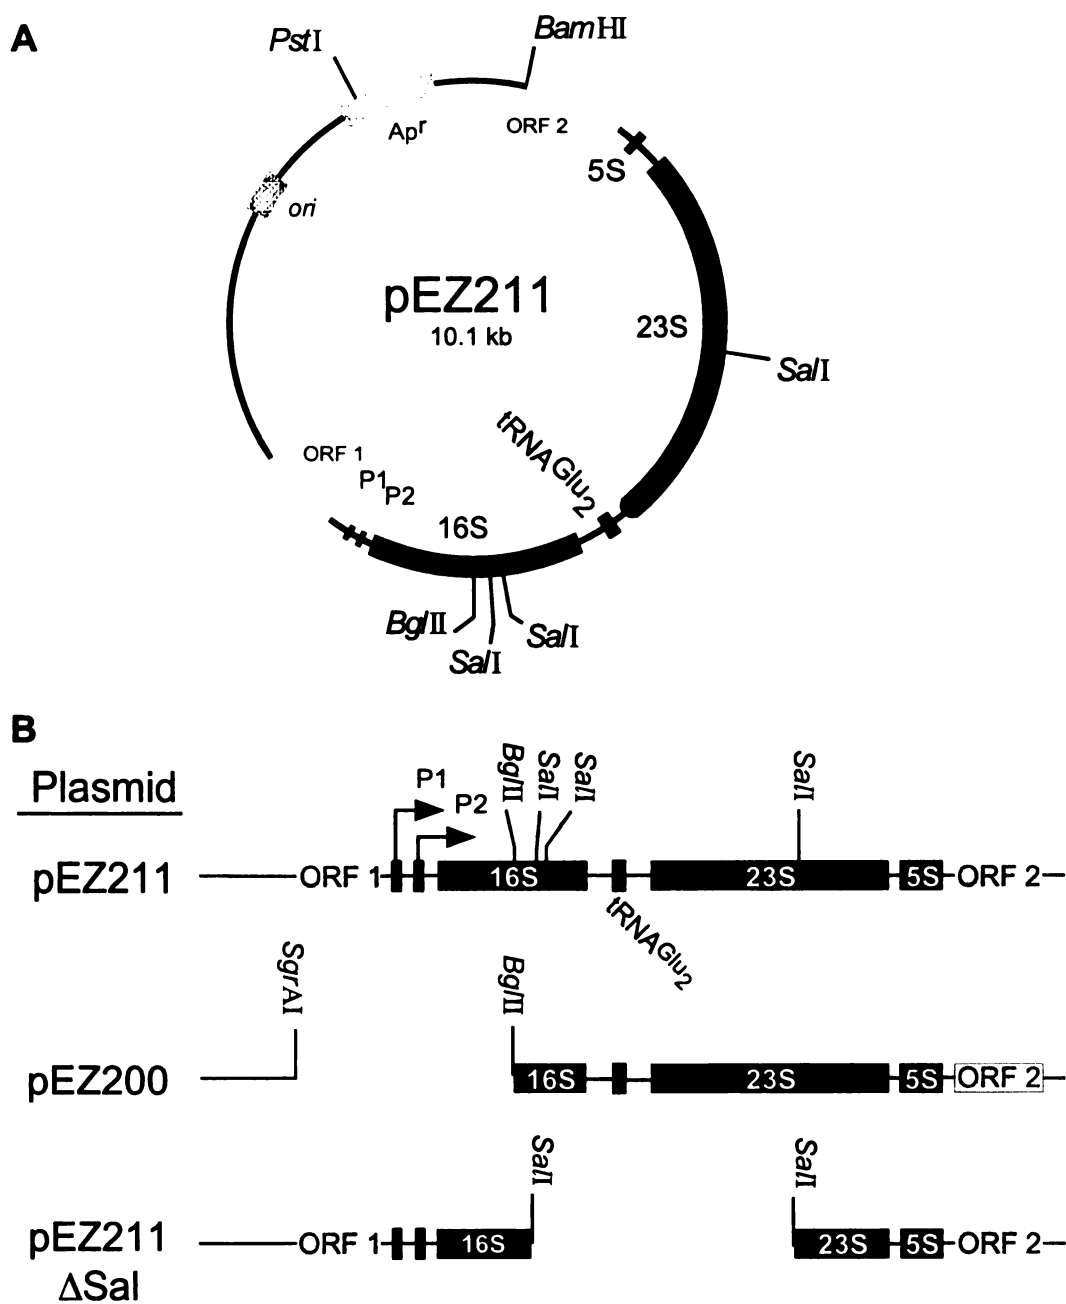 A
PstI
BamHI
Apr
ORF 2
5S
ori
pEZ211
10.1 kb
23S
SalI
tRNAGlu2
ORF 1
P1
P2
16S
BglII
SalI
SalI
B
Plasmid
P1
P2
BglII
SalI
SalI
SalI
pEZ211
ORF 1
16S
23S
5S
ORF 2
tRNAGlu2
SgrAI
BglII
pEZ200
16S
23S
5S
ORF 2
SalI
SalI
pEZ211
ΔSal
ORF 1
16S
23S
5S
ORF 2